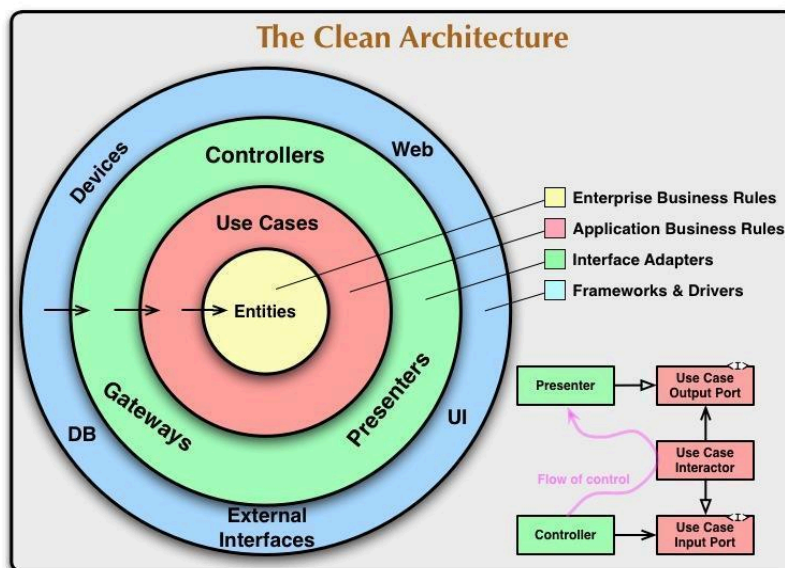 The Clean Architecture
Devices
Web
Controllers
Use Cases
Entities
Gateways
Presenters
DB
UI
External
Interfaces
Enterprise Business Rules
Application Business Rules
Interface Adapters
Frameworks & Drivers
Presenter
<I>
Use Case
Output Port
Use Case
Interactor
Flow of control
Controller
<I>
Use Case
Input Port